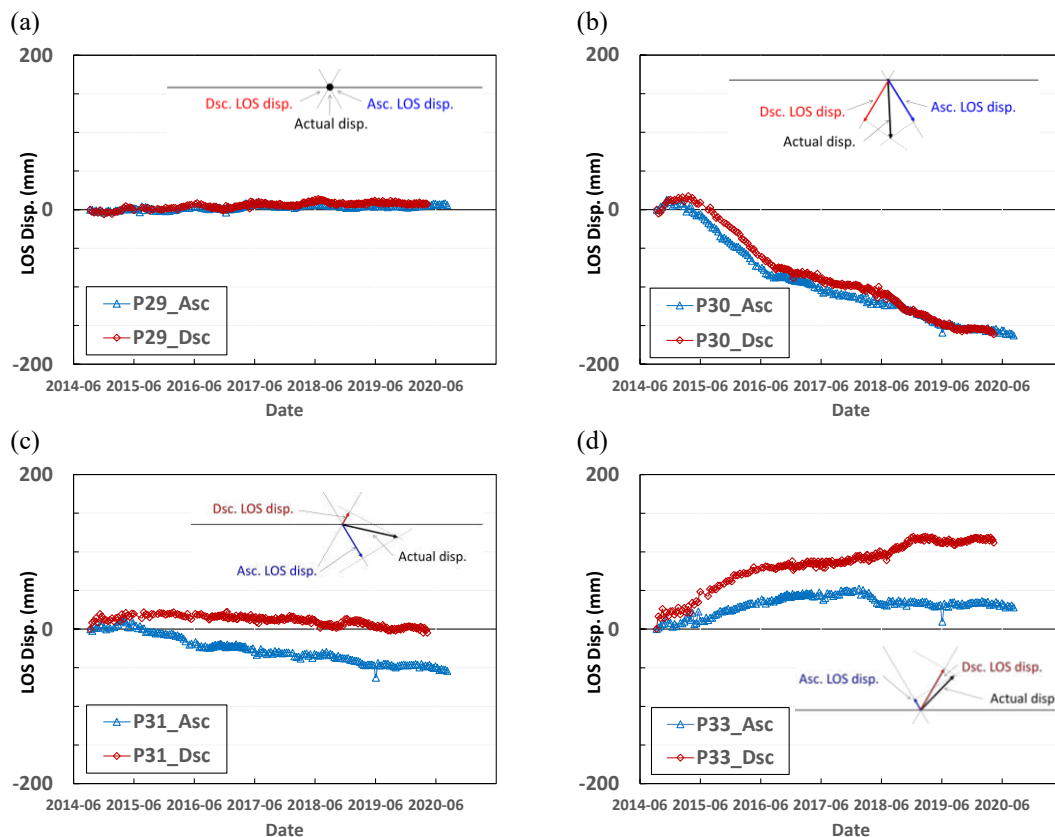 (a)
200
0
-200
LOS Disp. (mm)
Dsc. LOS disp.
Asc. LOS disp.
Actual disp.
P29_Asc
P29_Dsc
2014-06 2015-06 2016-06 2017-06 2018-06 2019-06 2020-06
Date
(b)
200
0
-200
LOS Disp. (mm)
Dsc. LOS disp.
Asc. LOS disp.
Actual disp.
P30_Asc
P30_Dsc
2014-06 2015-06 2016-06 2017-06 2018-06 2019-06 2020-06
Date
(c)
200
0
-200
LOS Disp. (mm)
Dsc. LOS disp.
Actual disp.
Asc. LOS disp.
P31_Asc
P31_Dsc
2014-06 2015-06 2016-06 2017-06 2018-06 2019-06 2020-06
Date
(d)
200
0
-200
LOS Disp. (mm)
Dsc. LOS disp.
Asc. LOS disp.
Actual disp.
P33_Asc
P33_Dsc
2014-06 2015-06 2016-06 2017-06 2018-06 2019-06 2020-06
Date